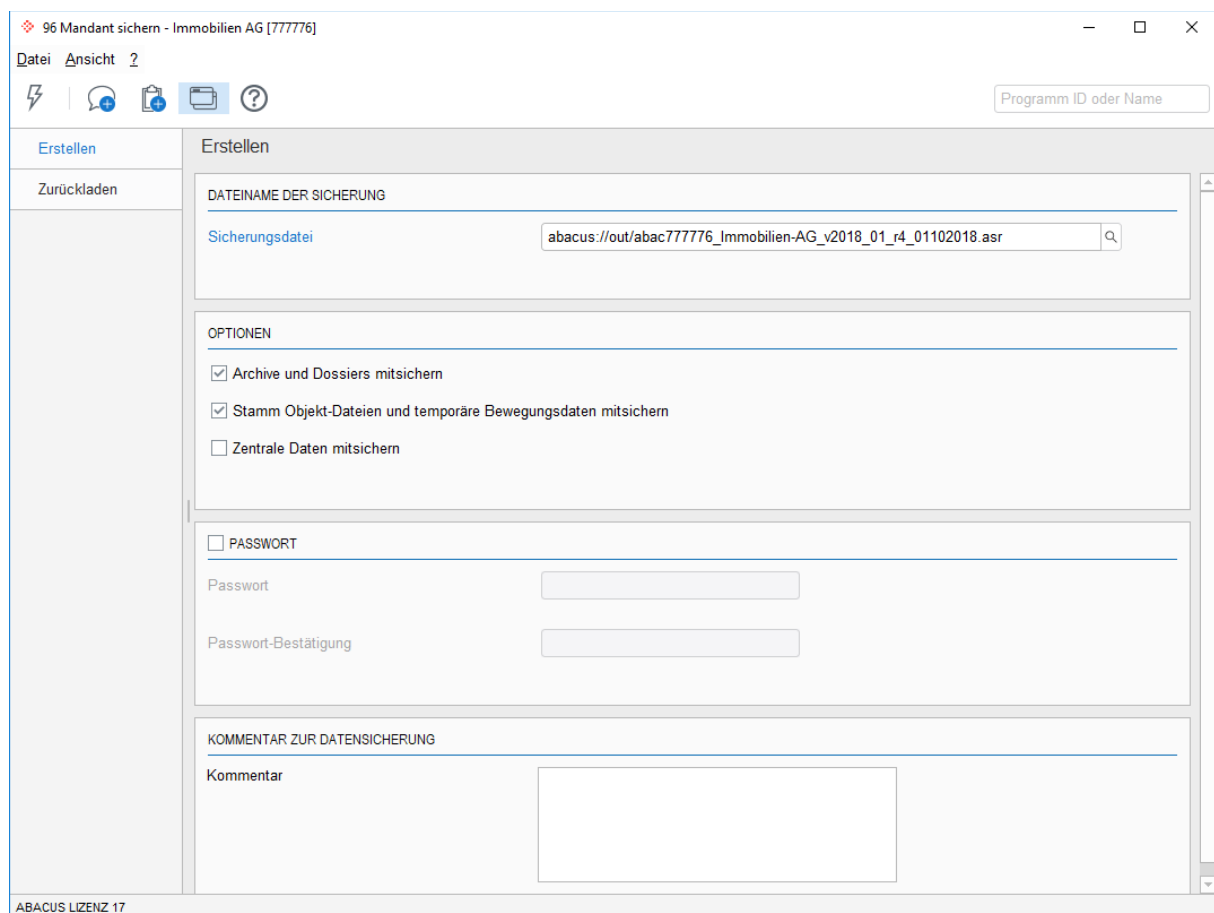 96 Mandant sichern - Immobilien AG [777776]
Datei Ansicht ?
Programm ID oder Name
Erstellen
Zurückladen
Erstellen
DATEINAME DER SICHERUNG
Sicherungsdatei abacus://out/abac777776_Immobilien-AG_v2018_01_r4_01102018.asr
OPTIONEN
Archive und Dossiers mitsichern
Stamm Objekt-Dateien und temporäre Bewegungsdaten mitsichern
Zentrale Daten mitsichern
PASSWORT
Passwort
Passwort-Bestätigung
KOMMENTAR ZUR DATENSICHERUNG
Kommentar
ABACUS LIZENZ 17